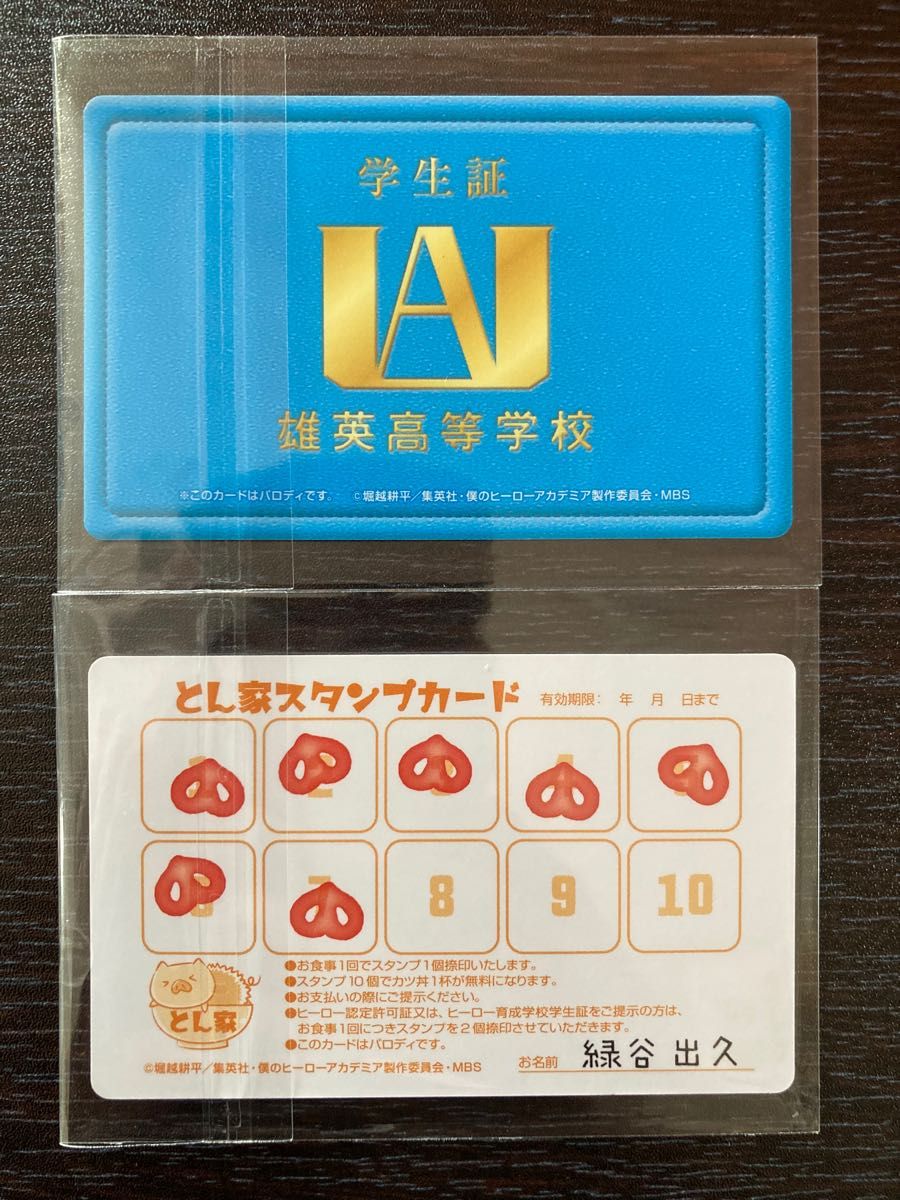 学生証
UA
雄英高等学校
※このカードはパロディです。 ©堀越耕平／集英社・僕のヒーローアカデミア製作委員会・MBS
とん家スタンプカード 有効期限： 年 月 日まで
8 9 10
❶お食事1回でスタンプ1個捺印いたします。
❶スタンプ10個でカツ丼1杯が無料になります。
❶お支払いの際にご提示ください。
❶ヒーロー認定許可証又は、ヒーロー育成学校学生証をご提示の方は、
お食事1回につきスタンプを2個捺印させていただきます。
❶このカードはパロディです。
とん家
©堀越耕平／集英社・僕のヒーローアカデミア製作委員会・MBS
お名前 緑谷出久